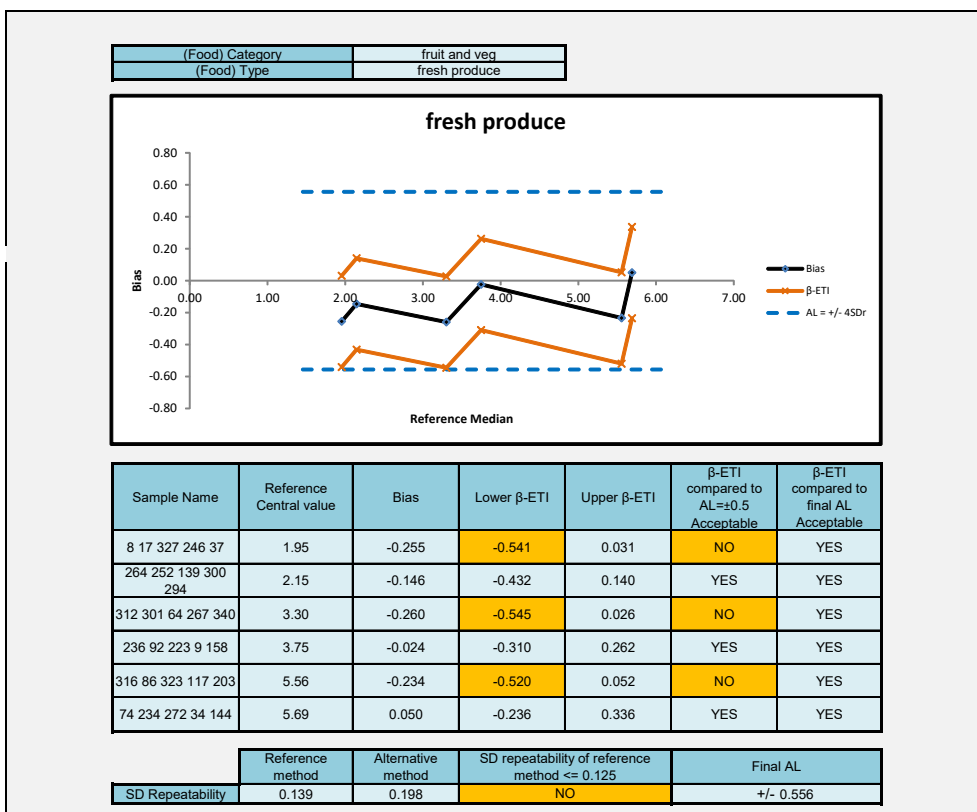 (Food) Category fruit and veg
(Food) Type fresh produce
fresh produce
0.80
0.60
0.40
0.20
0.00
-0.20
-0.40
-0.60
-0.80
0.00 1.00 2.00 3.00 4.00 5.00 6.00 7.00
Bias
Reference Median
Bias
β-ETI
AL = +/- 4SDr
Sample Name Reference Central value Bias Lower β-ETI Upper β-ETI β-ETI compared to AL=±0.5 Acceptable β-ETI compared to final AL Acceptable
8 17 327 246 37 1.95 -0.255 -0.541 0.031 NO YES
264 252 139 300 294 2.15 -0.146 -0.432 0.140 YES YES
312 301 64 267 340 3.30 -0.260 -0.545 0.026 NO YES
236 92 223 9 158 3.75 -0.024 -0.310 0.262 YES YES
316 86 323 117 203 5.56 -0.234 -0.520 0.052 NO YES
74 234 272 34 144 5.69 0.050 -0.236 0.336 YES YES
Reference method Alternative method SD repeatability of reference method <= 0.125 Final AL
SD Repeatability 0.139 0.198 NO +/- 0.556